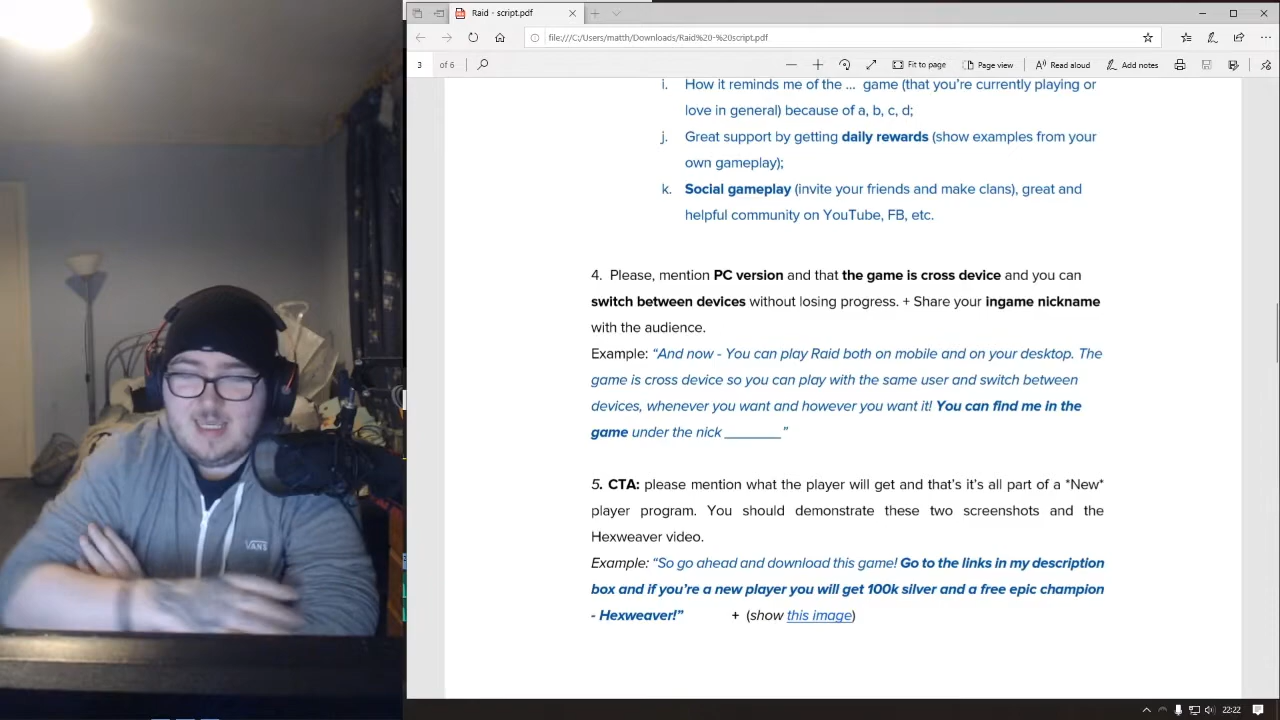 Raid - script.pdf
file:///C:/Users/matth/Downloads/Raid%20-%20script.pdf
3 of 6
Fit to page
Page view
Read aloud
Add notes
i. How it reminds me of the ... game (that you're currently playing or
love in general) because of a, b, c, d;
j. Great support by getting daily rewards (show examples from your
own gameplay);
k. Social gameplay (invite your friends and make clans), great and
helpful community on YouTube, FB, etc.
4. Please, mention PC version and that the game is cross device and you can
switch between devices without losing progress. + Share your ingame nickname
with the audience.
Example: “And now - You can play Raid both on mobile and on your desktop. The
game is cross device so you can play with the same user and switch between
devices, whenever you want and however you want it! You can find me in the
game under the nick ________”
5. CTA: please mention what the player will get and that's it's all part of a *New*
player program. You should demonstrate these two screenshots and the
Hexweaver video.
Example: “So go ahead and download this game! Go to the links in my description
box and if you're a new player you will get 100k silver and a free epic champion
- Hexweaver!” + (show this image)
VANS
22:22